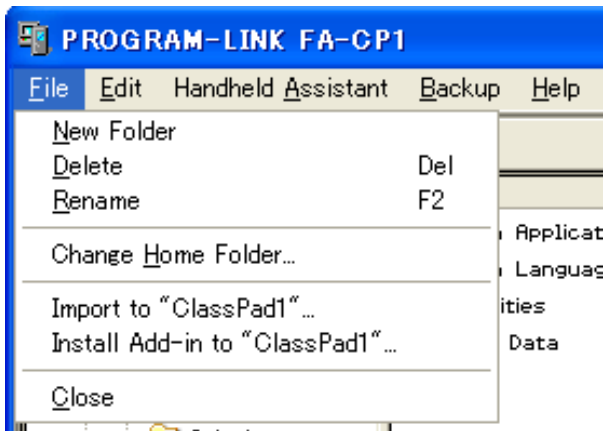 PROGRAM-LINK FA-CP1
File Edit Handheld Assistant Backup Help
New Folder
Delete Del
Rename F2
Change Home Folder...
Import to "ClassPad1"...
Install Add-in to "ClassPad1"...
Close
Data